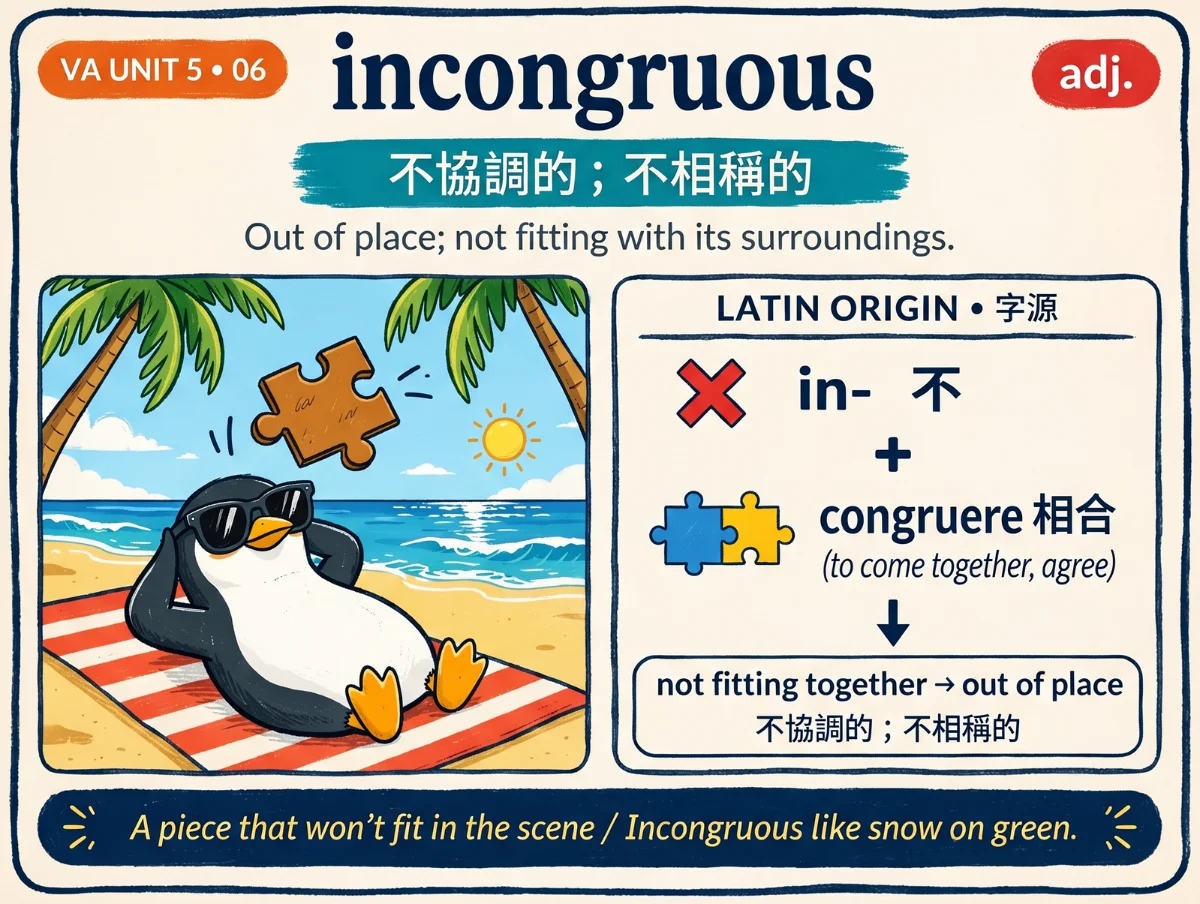 VA UNIT 5 • 06
incongruous
adj.
不協調的；不相稱的
Out of place; not fitting with its surroundings.
LATIN ORIGIN • 字源
in- 不
+
congruere 相合
(to come together, agree)
not fitting together → out of place
不協調的；不相稱的
A piece that won't fit in the scene / Incongruous like snow on green.